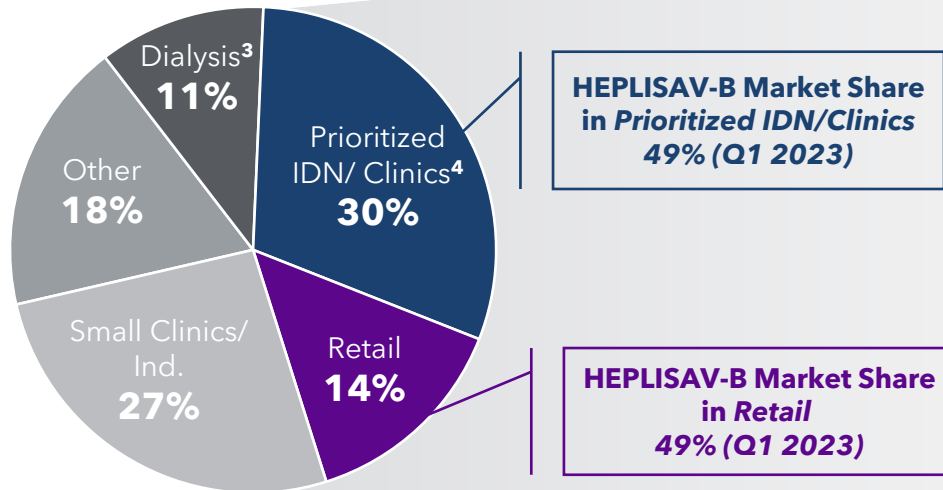 Dialysis³
11%
Prioritized
IDN/ Clinics⁴
30%
HEPLISAV-B Market Share
in Prioritized IDN/Clinics
49% (Q1 2023)
Other
18%
Small Clinics/
Ind.
27%
Retail
14%
HEPLISAV-B Market Share
in Retail
49% (Q1 2023)